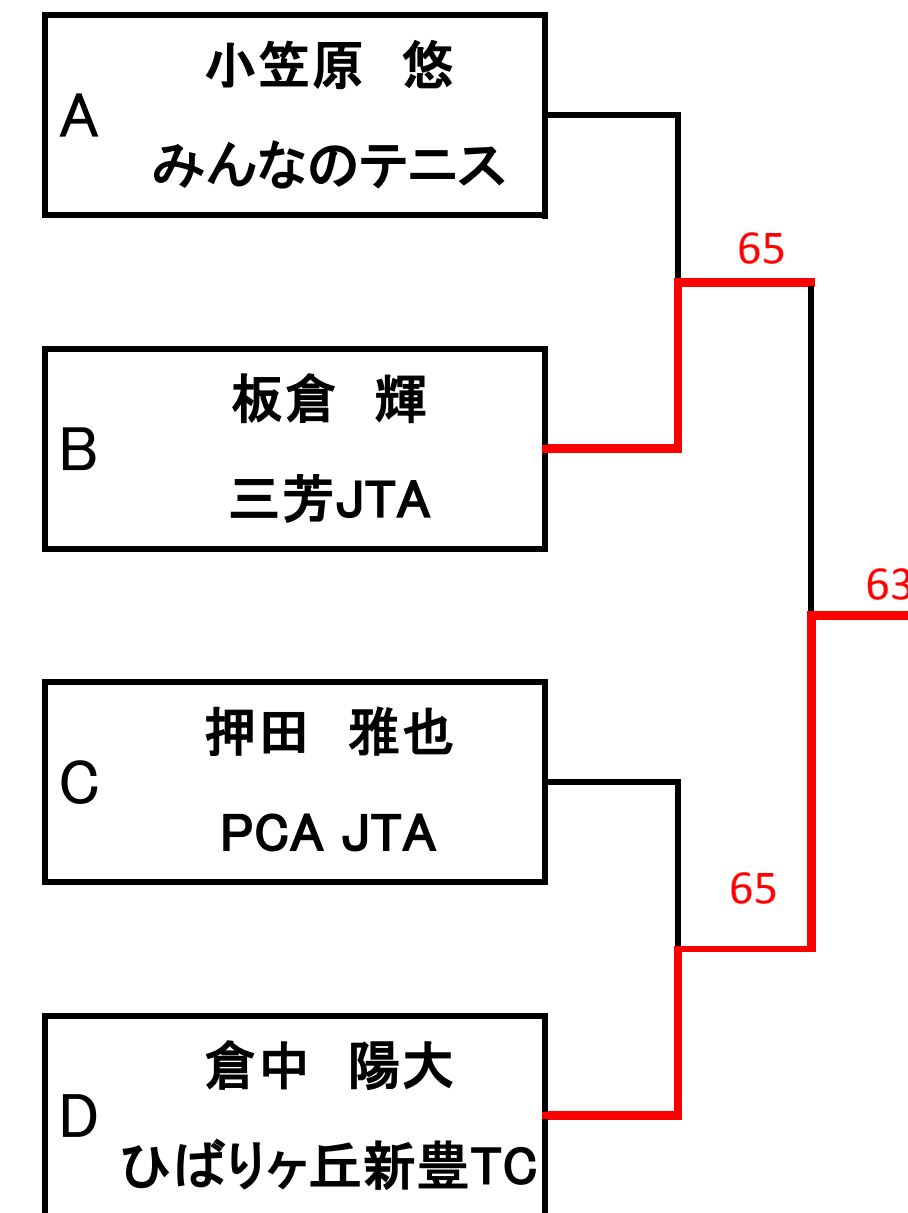 A
小笠原　悠
みんなのテニス
65
B
板倉　輝
三芳JTA
63
C
押田　雅也
PCA JTA
65
D
倉中　陽大
ひばりヶ丘新豊TC